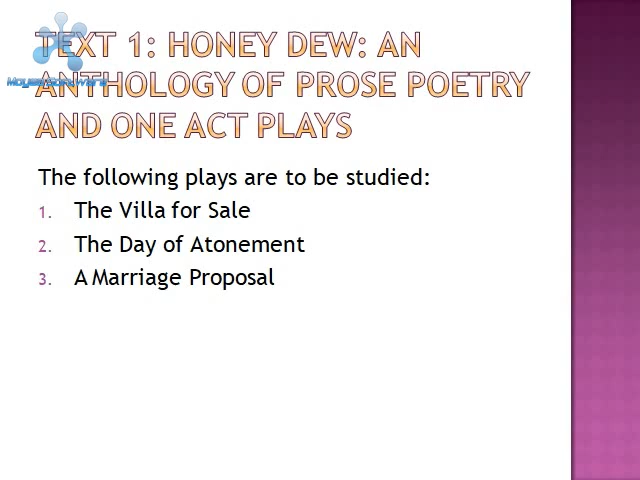 TEXT 1: HONEY DEW: AN
ANTHOLOGY OF PROSE POETRY
AND ONE ACT PLAYS
The following plays are to be studied:
1. The Villa for Sale
2. The Day of Atonement
3. A Marriage Proposal